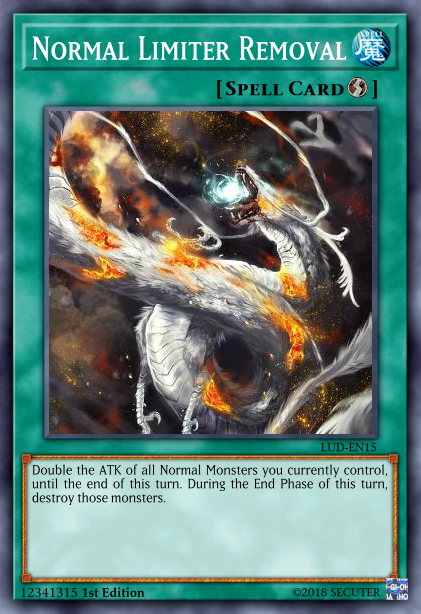 NORMAL LIMITER REMOVAL
魔
[SPELL CARD]
LUD-EN15
Double the ATK of all Normal Monsters you currently control,
until the end of this turn. During the End Phase of this turn,
destroy those monsters.
12341315 1st Edition
©2018 SECUTER